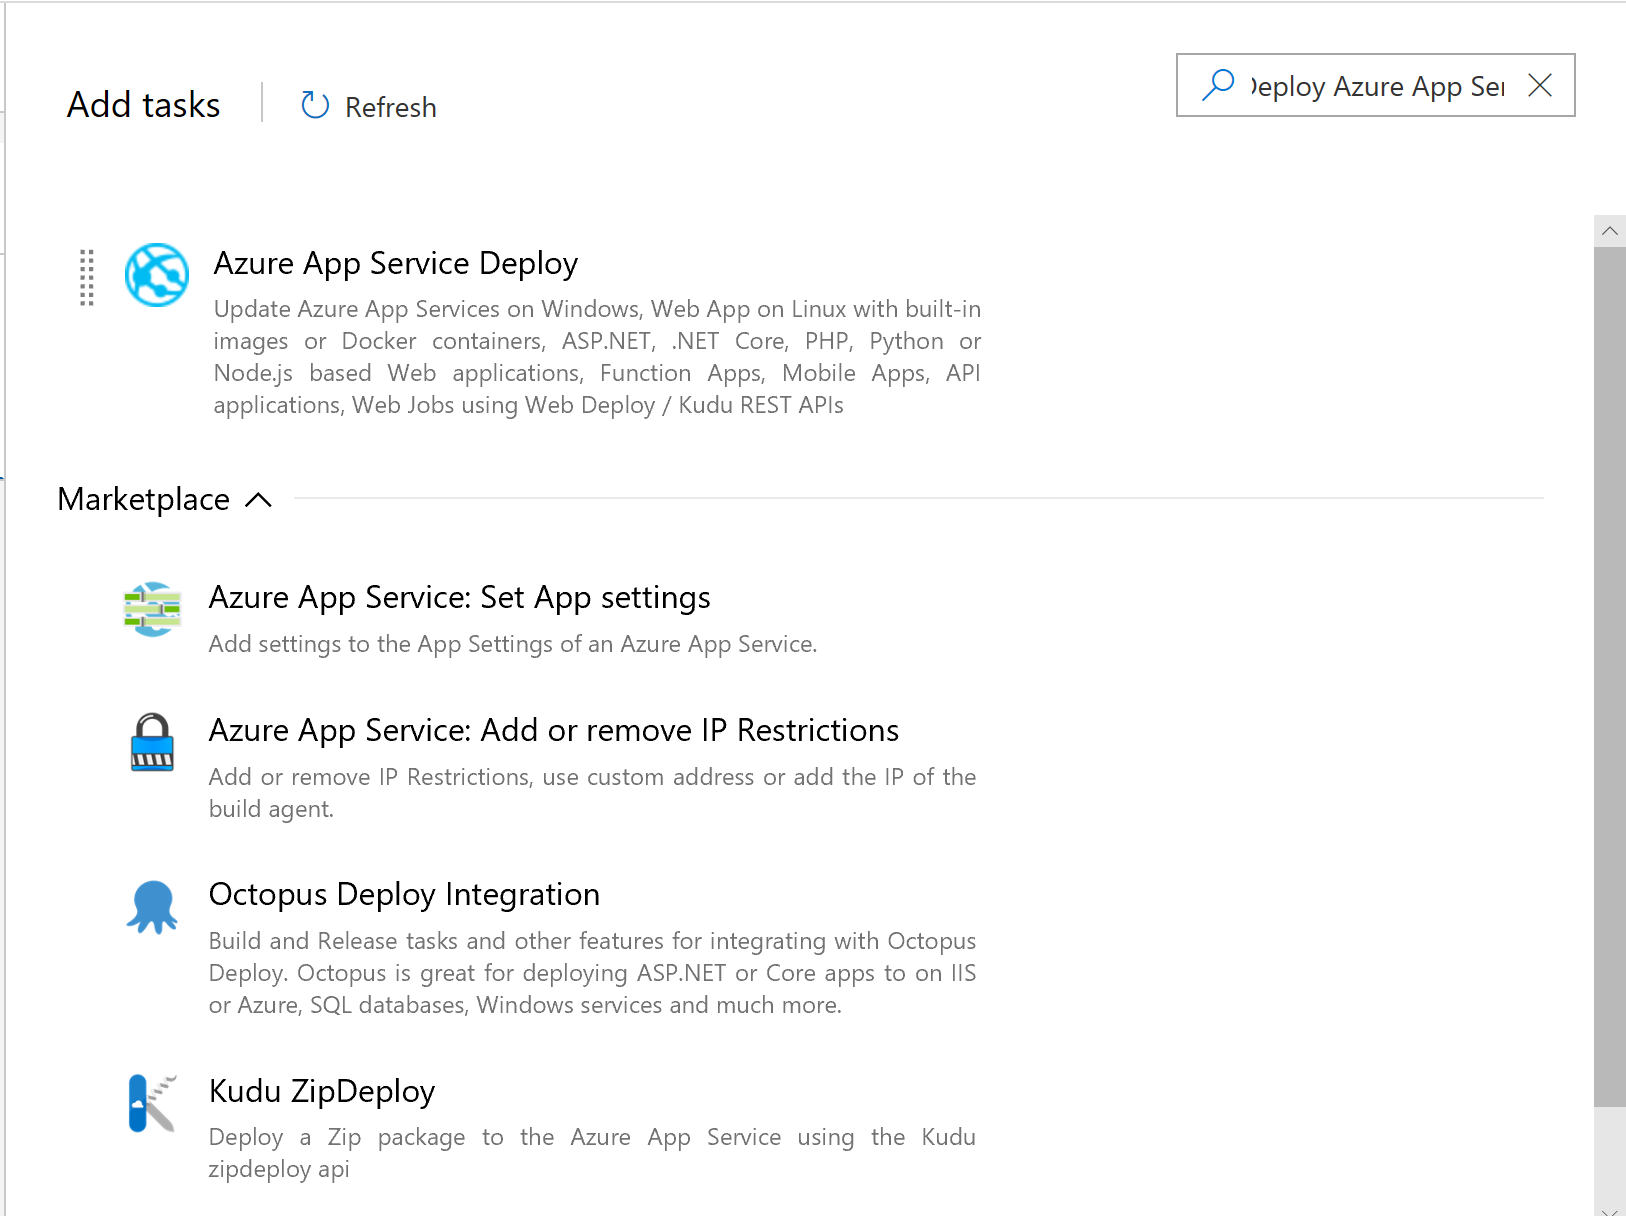 Add tasks
Refresh
eploy Azure App Ser
Azure App Service Deploy
Update Azure App Services on Windows, Web App on Linux with built-in
images or Docker containers, ASP.NET, .NET Core, PHP, Python or
Node.js based Web applications, Function Apps, Mobile Apps, API
applications, Web Jobs using Web Deploy / Kudu REST APIs
Marketplace
Azure App Service: Set App settings
Add settings to the App Settings of an Azure App Service.
Azure App Service: Add or remove IP Restrictions
Add or remove IP Restrictions, use custom address or add the IP of the
build agent.
Octopus Deploy Integration
Build and Release tasks and other features for integrating with Octopus
Deploy. Octopus is great for deploying ASP.NET or Core apps to on IIS
or Azure, SQL databases, Windows services and much more.
Kudu ZipDeploy
Deploy a Zip package to the Azure App Service using the Kudu
zipdeploy api